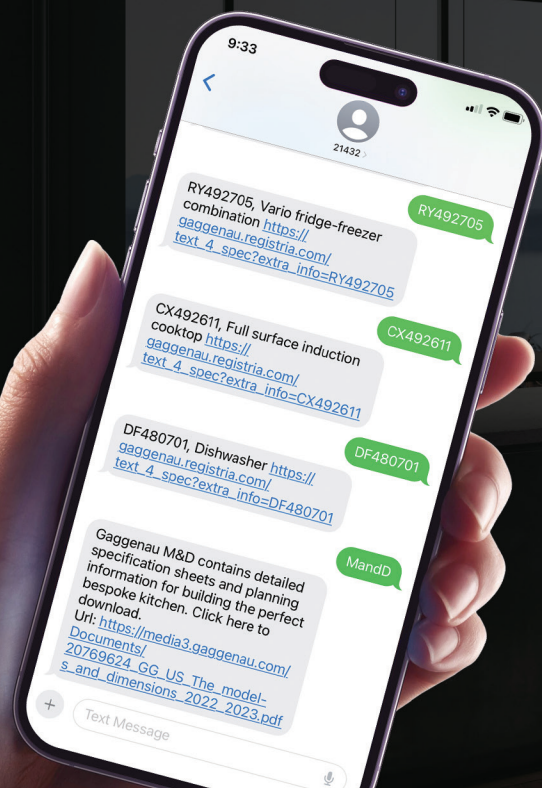 9:33
21432
RY492705
RY492705, Vario fridge-freezer
combination https://
gaggenau.registria.com/
text_4_spec?extra_info=RY492705
CX492611
CX492611, Full surface induction
cooktop https://
gaggenau.registria.com/
text_4_spec?extra_info=CX492611
DF480701
DF480701, Dishwasher https://
gaggenau.registria.com/
text_4_spec?extra_info=DF480701
MandD
Gaggenau M&D contains detailed
specification sheets and planning
information for building the perfect
bespoke kitchen. Click here to
download.
Url: https://media3.gaggenau.com/
Documents/
20769624_GG_US_The_model-
s_and_dimensions_2022_2023.pdf
Text Message